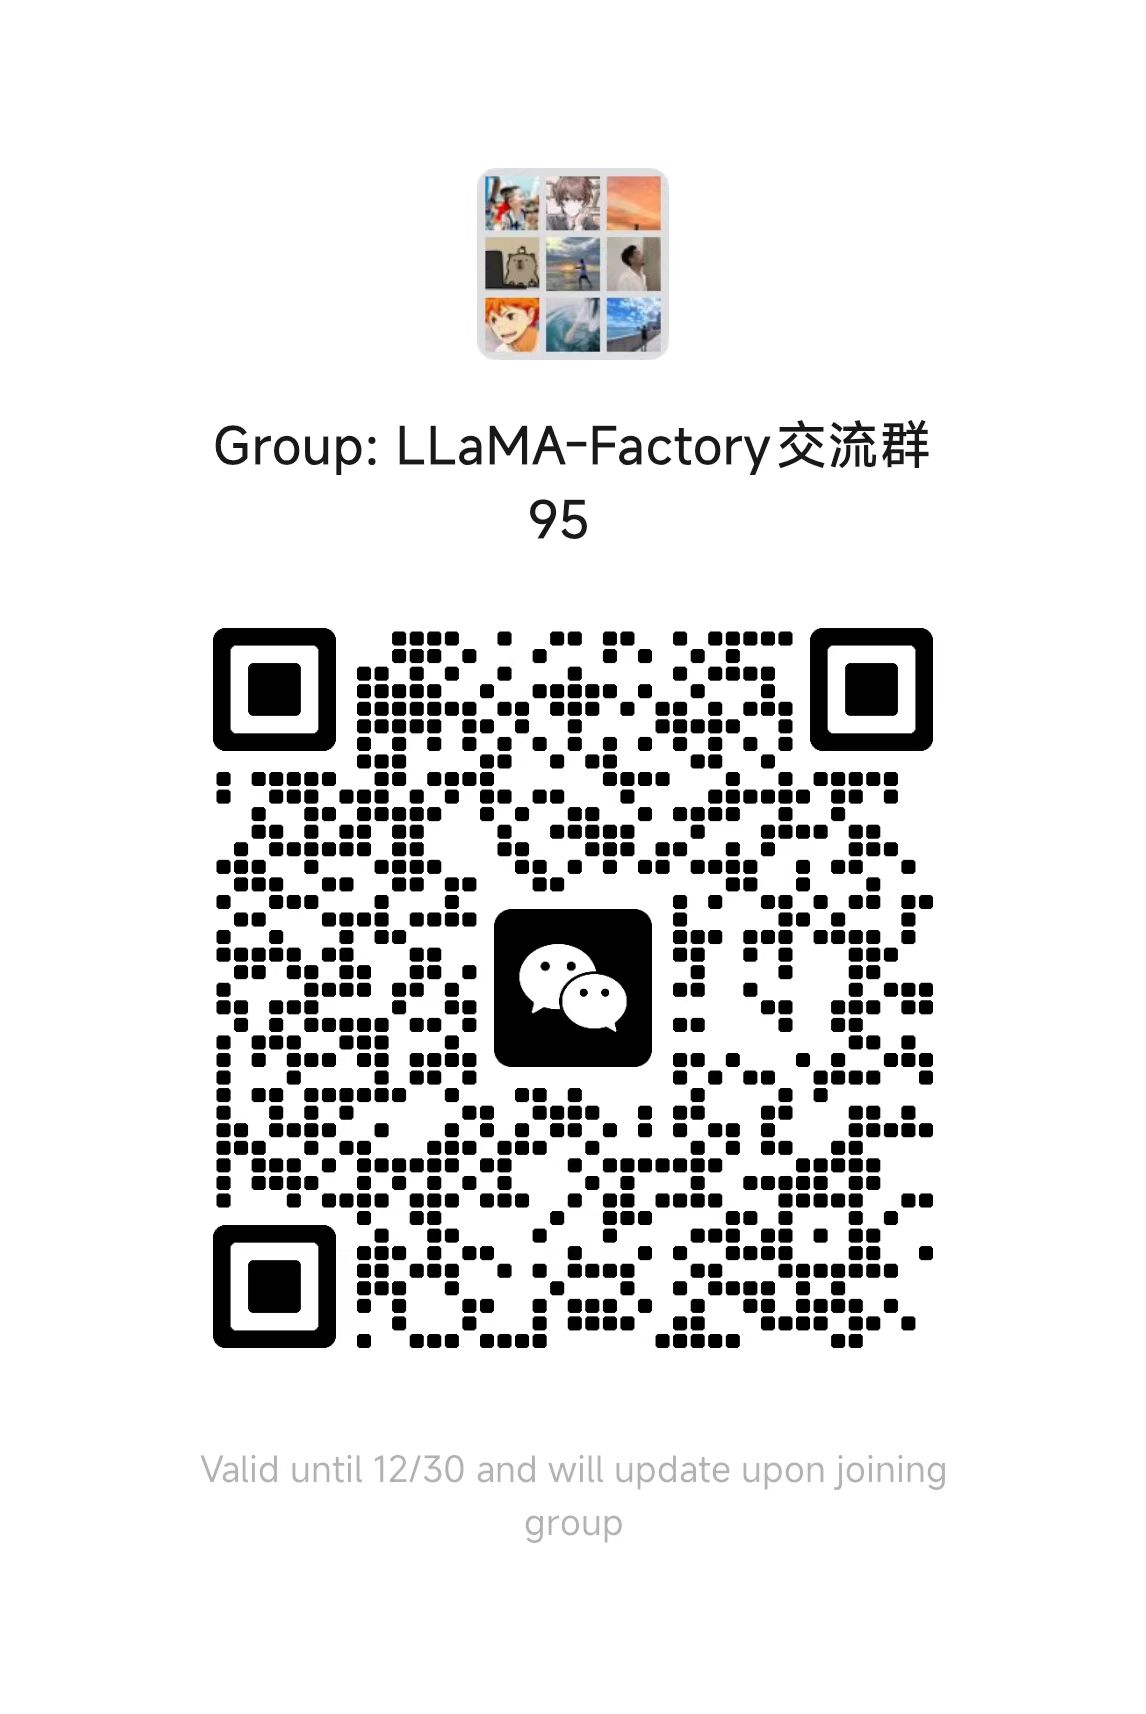 Group: LLaMA-Factory交流群
95
Valid until 12/30 and will update upon joining
group